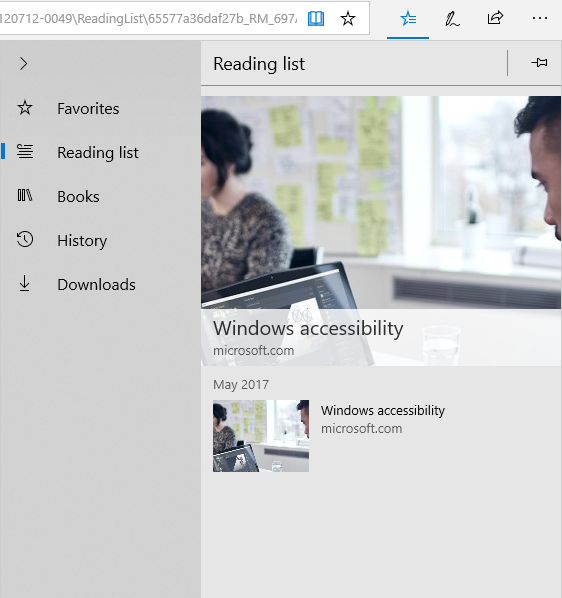 120712-0049\ReadingList\65577a36daf27b_RM_697
Reading list
Favorites
Reading list
Books
History
Downloads
Windows accessibility
microsoft.com
May 2017
Windows accessibility
microsoft.com